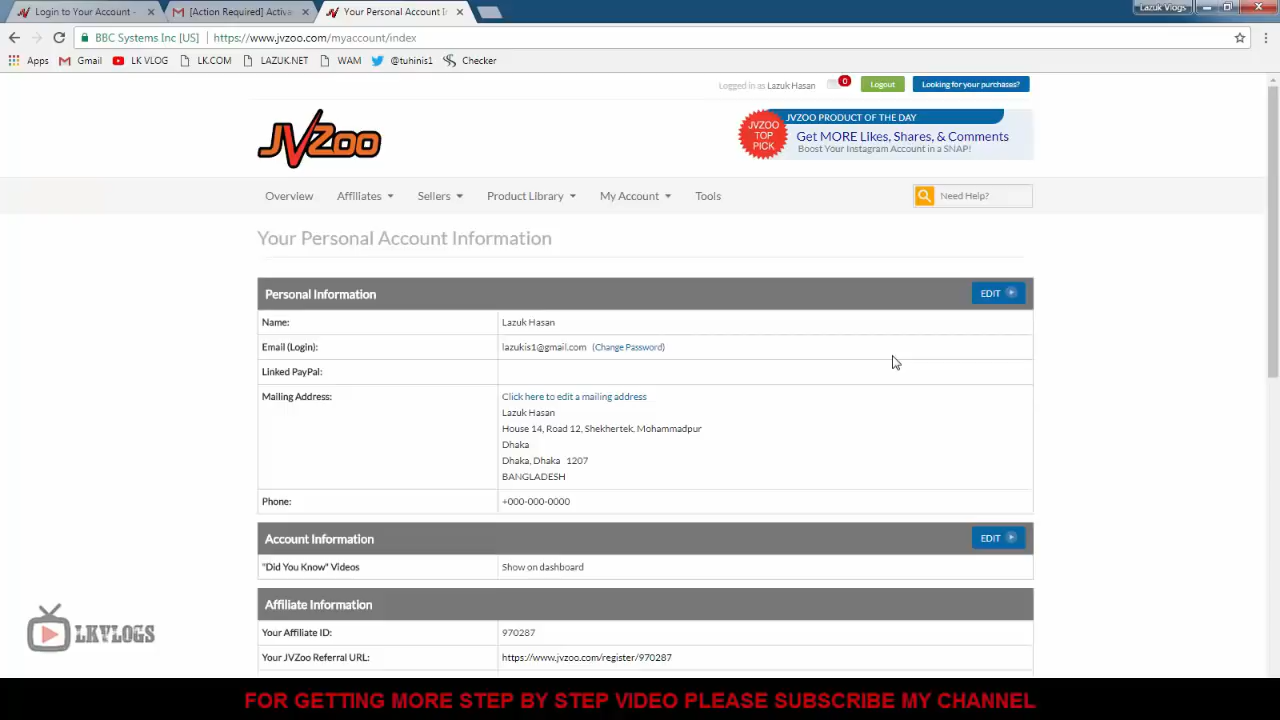 Login to Your Account -
[Action Required] Activa
Your Personal Account I
Lazuk Vlogs
BBC Systems Inc [US]
https://www.jvzoo.com/myaccount/index
Apps
Gmail
LK VLOG
LK.COM
LAZUK.NET
WAM
@tuhinis1
Checker
Logged in as Lazuk Hasan
0
Logout
Looking for your purchases?
JVZoo
JVZOO TOP PICK
JVZOO PRODUCT OF THE DAY
Get MORE Likes, Shares, & Comments
Boost Your Instagram Account in a SNAP!
Overview
Affiliates
Sellers
Product Library
My Account
Tools
Need Help?
Your Personal Account Information
Personal Information
EDIT
Name:
Lazuk Hasan
Email (Login):
lazukis1@gmail.com (Change Password)
Linked PayPal:
Mailing Address:
Click here to edit a mailing address
Lazuk Hasan
House 14, Road 12, Shekhertek, Mohammadpur
Dhaka
Dhaka, Dhaka 1207
BANGLADESH
Phone:
+000-000-0000
Account Information
EDIT
"Did You Know" Videos
Show on dashboard
Affiliate Information
Your Affiliate ID:
970287
Your JVZoo Referral URL:
https://www.jvzoo.com/register/970287
LKVLOGS
FOR GETTING MORE STEP BY STEP VIDEO PLEASE SUBSCRIBE MY CHANNEL